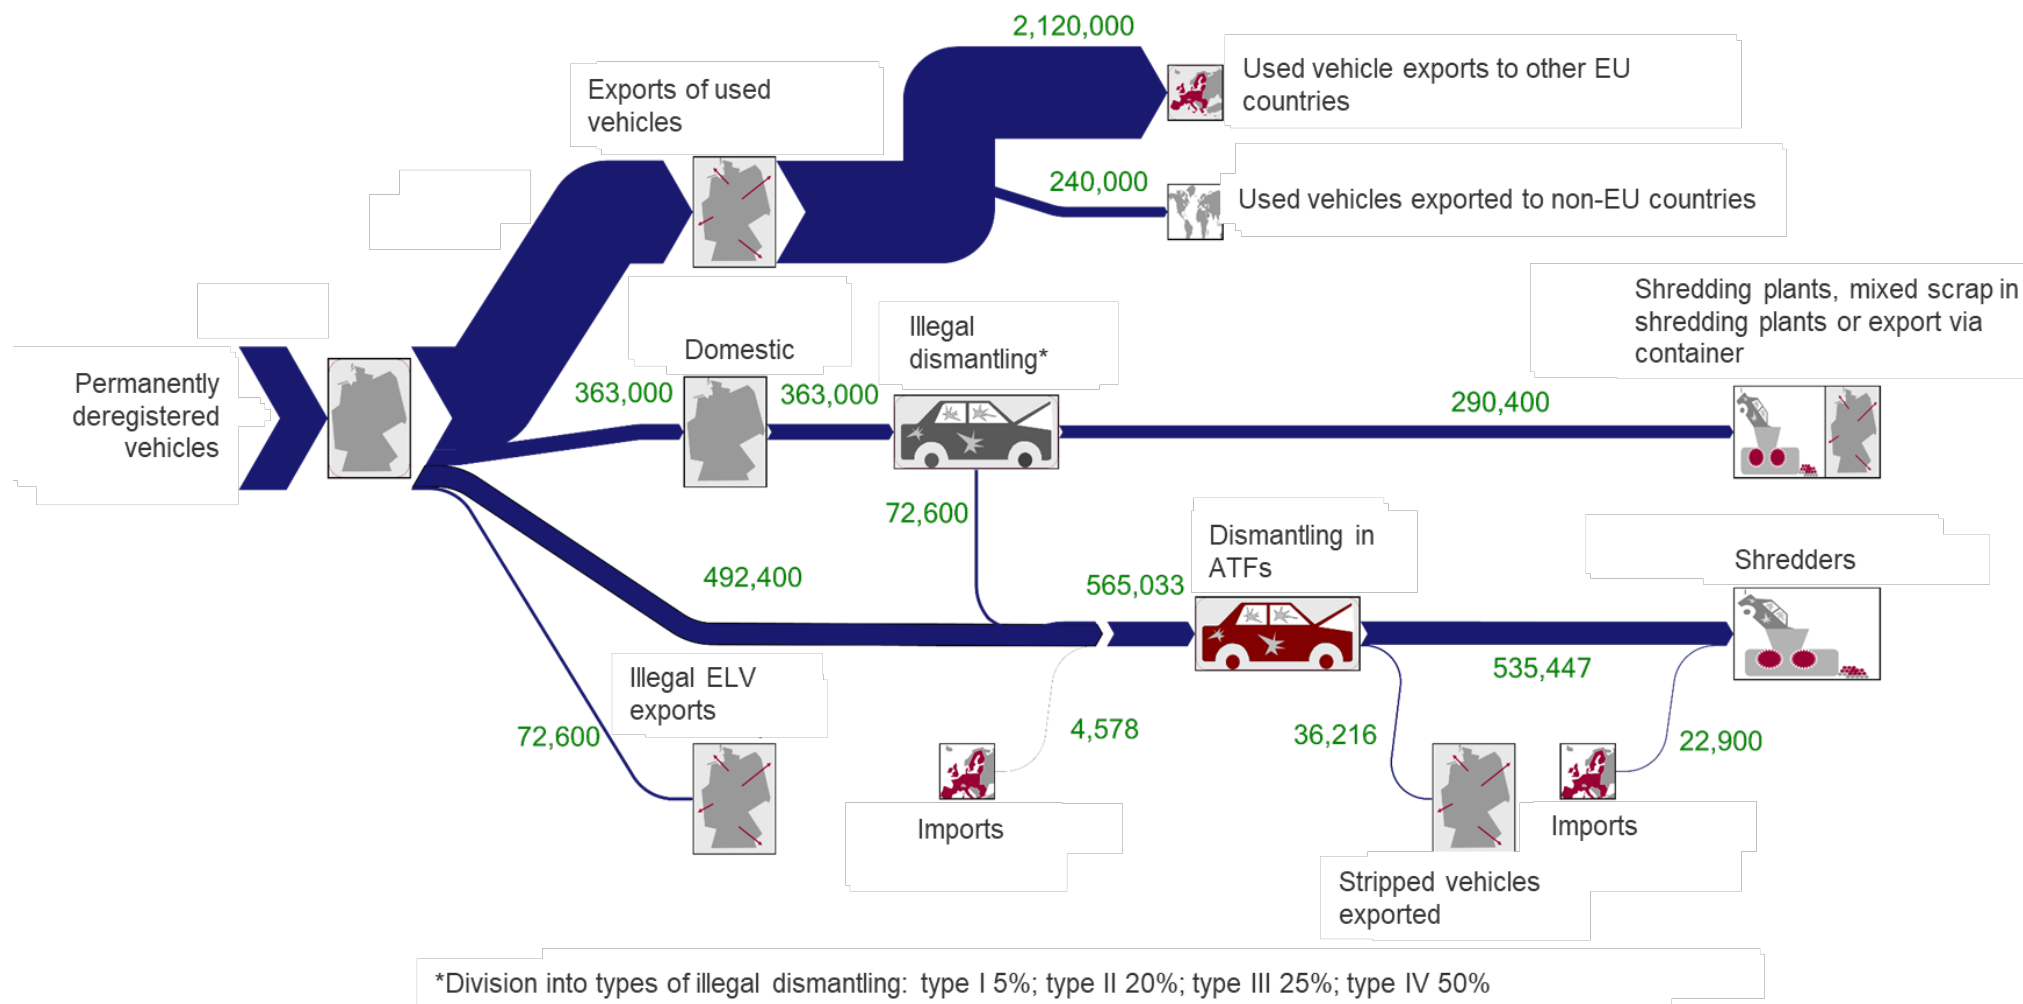 2,120,000
Used vehicle exports to other EU
countries
Exports of used
vehicles
240,000
Used vehicles exported to non-EU countries
Shredding plants, mixed scrap in
shredding plants or export via
container
Illegal
dismantling*
Domestic
Permanently
deregistered
vehicles
363,000
363,000
290,400
72,600
Dismantling in
ATFs
Shredders
492,400
565,033
535,447
Illegal ELV
exports
72,600
4,578
36,216
22,900
Imports
Imports
Stripped vehicles
exported
*Division into types of illegal dismantling: type I 5%; type II 20%; type III 25%; type IV 50%